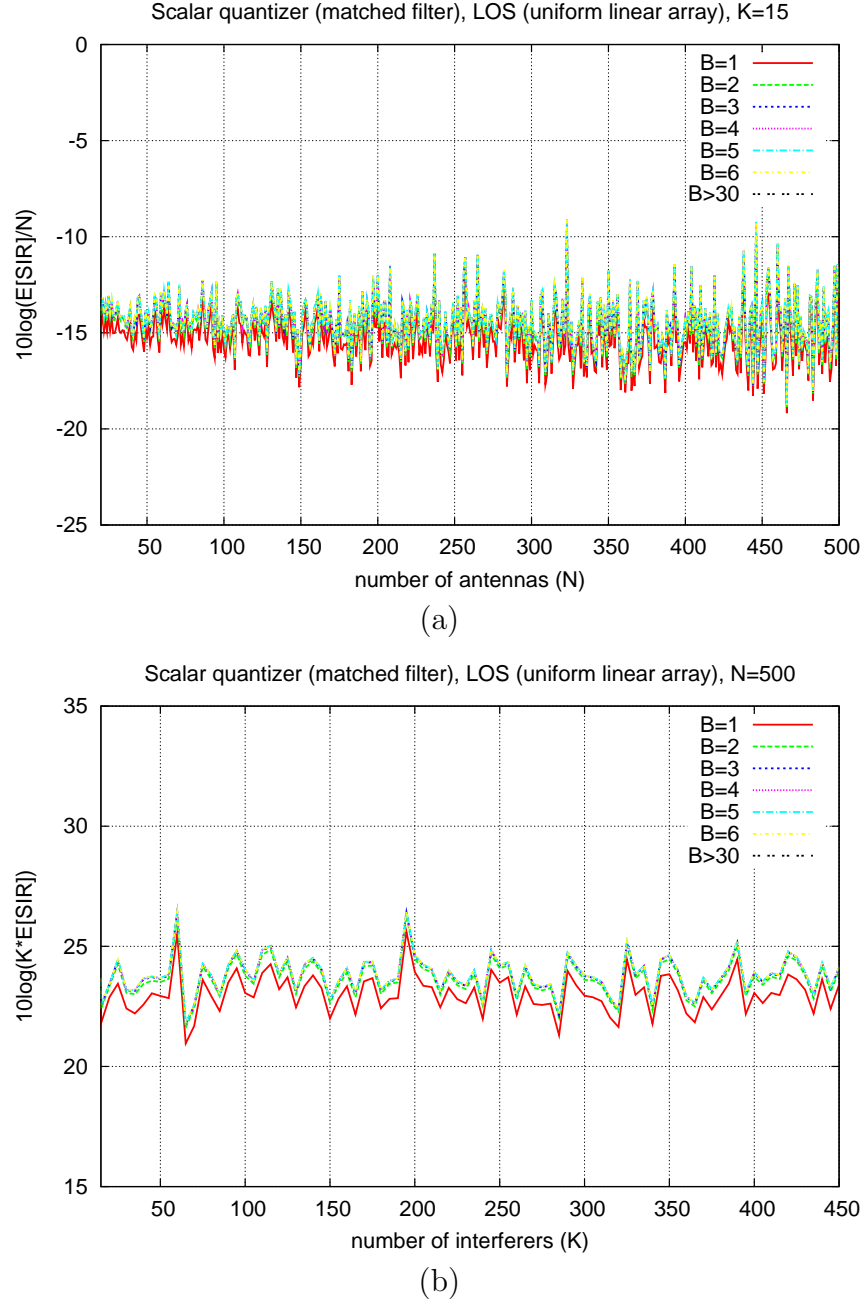 Scalar quantizer (matched filter), LOS (uniform linear array), K=15
0
-5
-10
-15
-20
-25
10log(E[SIR]/N)
B=1
B=2
B=3
B=4
B=5
B=6
B>30
50 100 150 200 250 300 350 400 450 500
number of antennas (N)
(a)
Scalar quantizer (matched filter), LOS (uniform linear array), N=500
35
30
25
20
15
10log(K*E[SIR])
B=1
B=2
B=3
B=4
B=5
B=6
B>30
50 100 150 200 250 300 350 400 450
number of interferers (K)
(b)